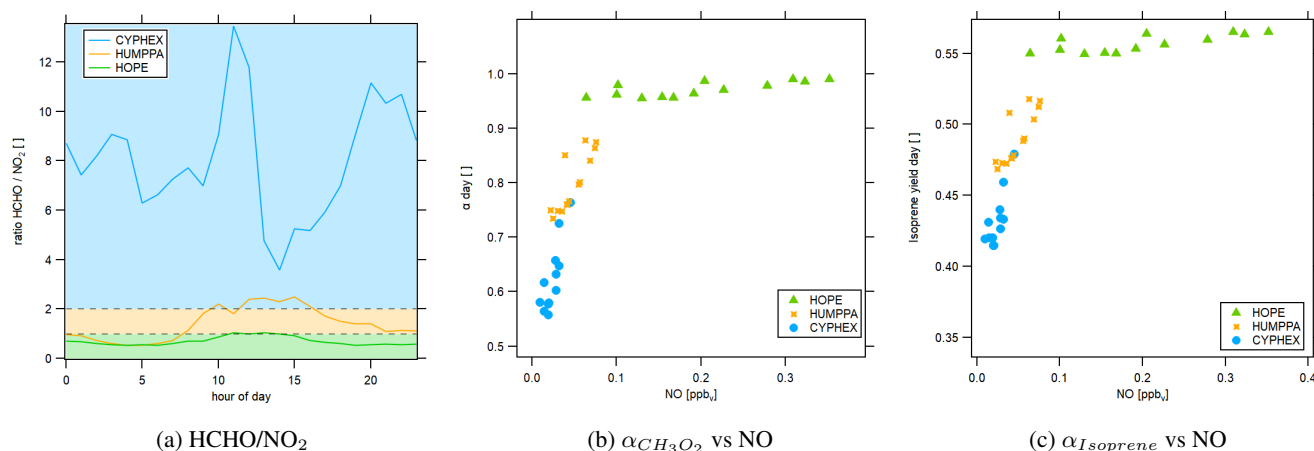 CYPHEX
HUMPPA
HOPE
ratio HCHO / NO₂ [ ]
12
10
8
6
4
2
0
0
5
10
15
20
hour of day
(a) HCHO/NO₂
α day [ ]
1.0
0.9
0.8
0.7
0.6
0.5
HOPE
HUMPPA
CYPHEX
0.0
0.1
0.2
0.3
NO [ppbᵥ]
(b) α_{CH₃O₂} vs NO
Isoprene yield day [ ]
0.55
0.50
0.45
0.40
0.35
HOPE
HUMPPA
CYPHEX
0.0
0.1
0.2
0.3
0.4
NO [ppbᵥ]
(c) α_{Isoprene} vs NO